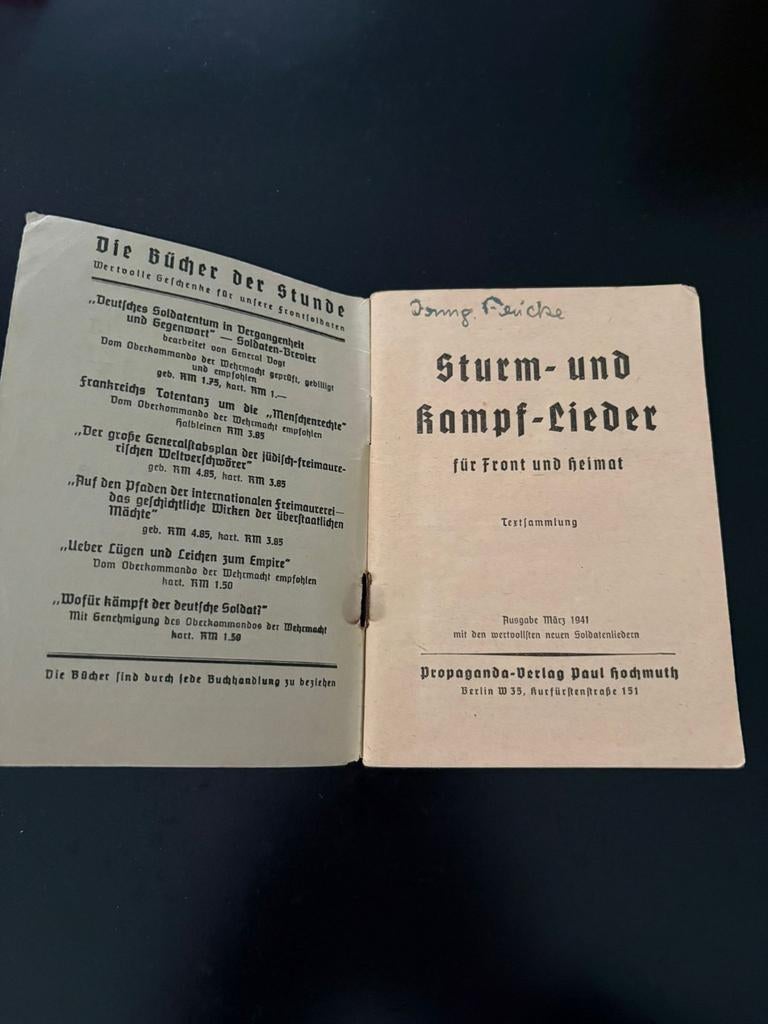 Die Bücher der Stunde
Wertvolle Geschenke für unsere Frontsoldaten
„Deutsches Soldatentum in Vergangenheit
und Gegenwart“ — Soldaten-Brevier
bearbeitet von General Vogt
Vom Oberkommando der Wehrmacht geprüft, gebilligt
und empfohlen
geb. RM 1.75, kart. RM 1.—
Frankreichs Totentanz um die „Menschenrechte“
Vom Oberkommando der Wehrmacht empfohlen
Halbleinen RM 3.85
„Der große Generalstabsplan der jüdisch-freimaure-
rischen Weltverschwörer“
geb. RM 4.85, kart. RM 3.85
„Auf den Pfaden der internationalen Freimaurerei—
das geschichtliche Wirken der überstaatlichen
Mächte“
geb. RM 4.85, kart. RM 3.85
„Ueber Lügen und Leichen zum Empire“
Vom Oberkommando der Wehrmacht empfohlen
kart. RM 1.50
„Wofür kämpft der deutsche Soldat?“
Mit Genehmigung des Oberkommandos der Wehrmacht
kart. RM 1.50
Die Bücher sind durch jede Buchhandlung zu beziehen
Sturm- und
Kampf-Lieder
für Front und Heimat
Textsammlung
Ausgabe März 1941
mit den wertvollsten neuen Soldatenliedern
Propaganda-Verlag Paul Hochmuth
Berlin W 35, Kurfürstenstraße 151